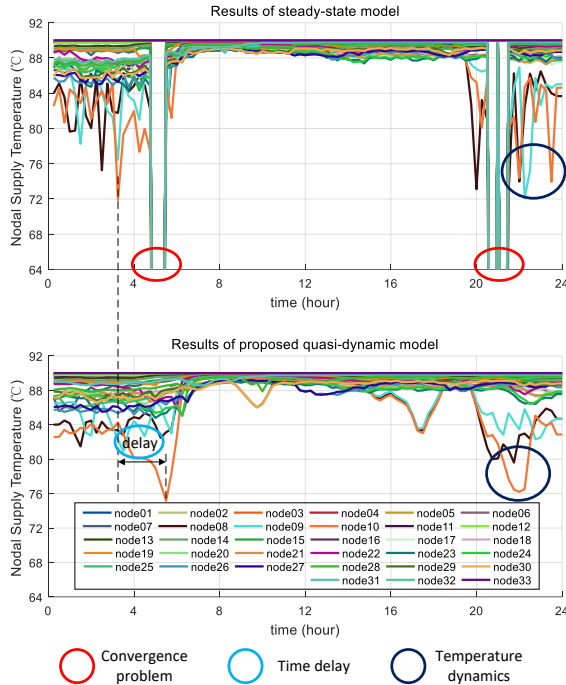 Results of steady-state model
Nodal Supply Temperature (℃)
92
88
84
80
76
72
68
64
0 4 8 12 16 20 24
time (hour)
Results of proposed quasi-dynamic model
Nodal Supply Temperature (℃)
92
88
84
80
76
72
68
64
delay
node01 node02 node03 node04 node05 node06
node07 node08 node09 node10 node11 node12
node13 node14 node15 node16 node17 node18
node19 node20 node21 node22 node23 node24
node25 node26 node27 node28 node29 node30
node31 node32 node33
0 4 8 12 16 20 24
time (hour)
Convergence
problem
Time delay
Temperature
dynamics